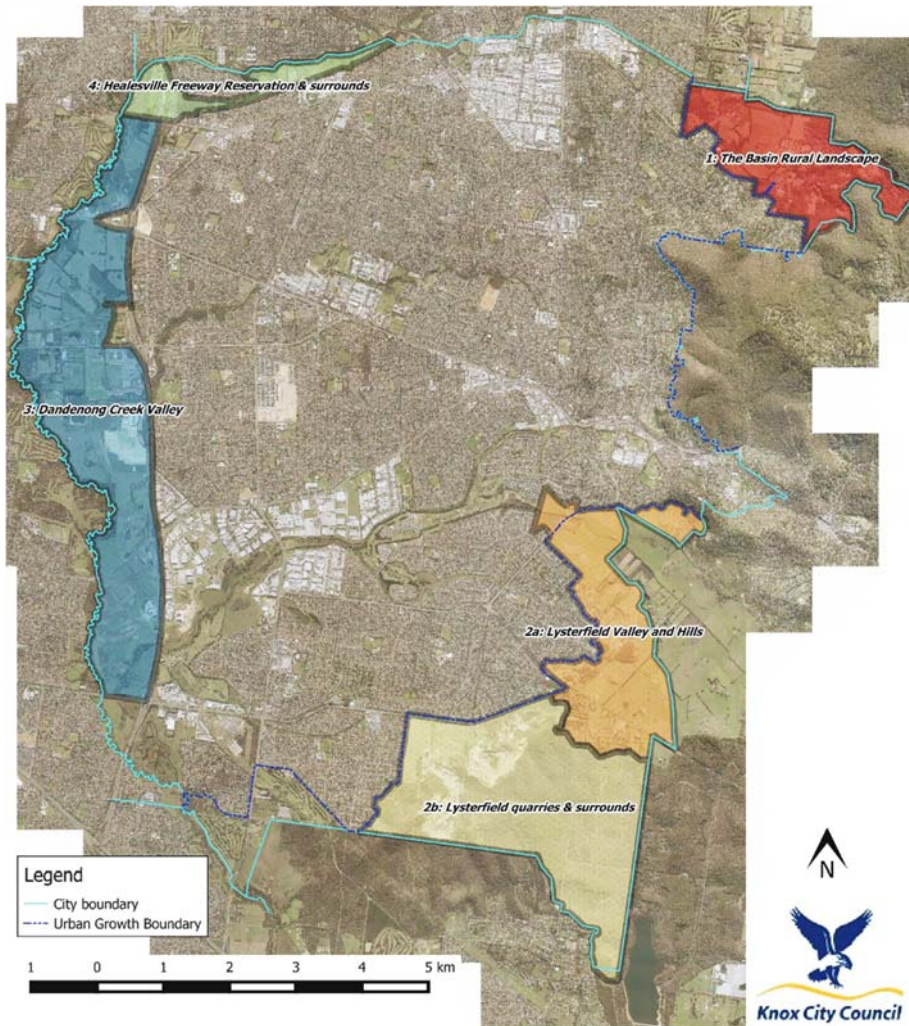 4: Healesville Freeway Reservation & surrounds
1: The Basin Rural Landscape
3: Dandenong Creek Valley
2a: Lysterfield Valley and Hills
2b: Lysterfield quarries & surrounds
Legend
City boundary
Urban Growth Boundary
1 0 1 2 3 4 5 km
N
Knox City Council